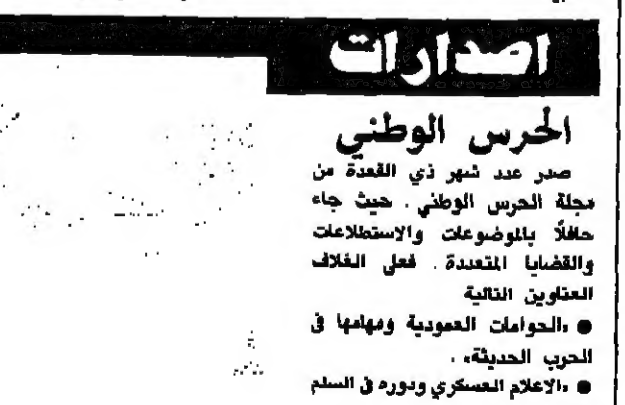 اصدارات
الحرس الوطني
صدر عدد شهر ذي القعدة من
مجلة الحرس الوطني . حيث جاء
حافلًا بالموضوعات والاستطلاعات
والقضايا المتعددة . فعلى الغلاف
العناوين التالية
● «الحوامات العمودية ومهامها في
الحرب الحديثة» .
● «الاعلام العسكري ودوره في السلم